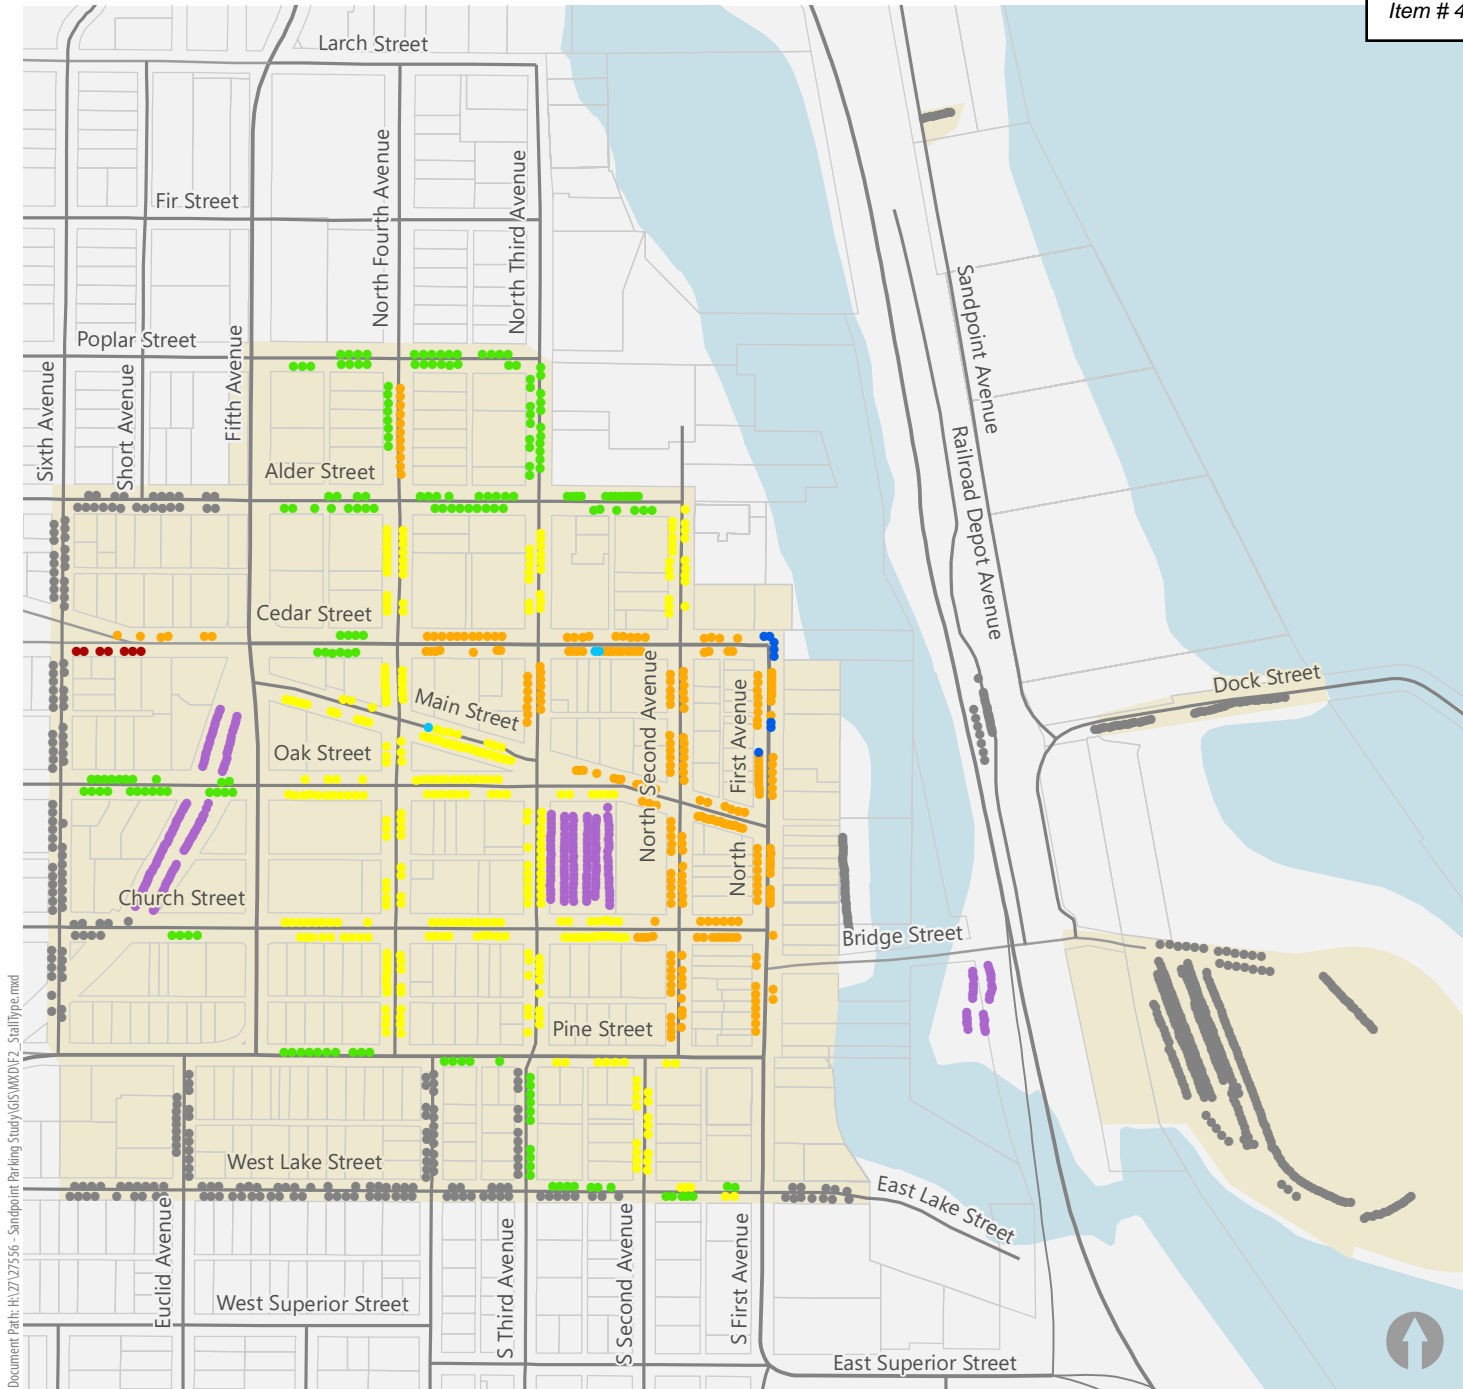 Item # 4
Larch Street
Fir Street
North Fourth Avenue
North Third Avenue
Poplar Street
Sixth Avenue
Short Avenue
Fifth Avenue
Alder Street
Sandpoint Avenue
Railroad Depot Avenue
Cedar Street
Main Street
Oak Street
North Second Avenue
North First Avenue
Dock Street
Church Street
Bridge Street
Pine Street
West Lake Street
East Lake Street
Euclid Avenue
S Third Avenue
S Second Avenue
S First Avenue
West Superior Street
East Superior Street
Document Path: H:\27\27556 - Sandpoint Parking Study\GIS\MXD\F2_StallType.mxd